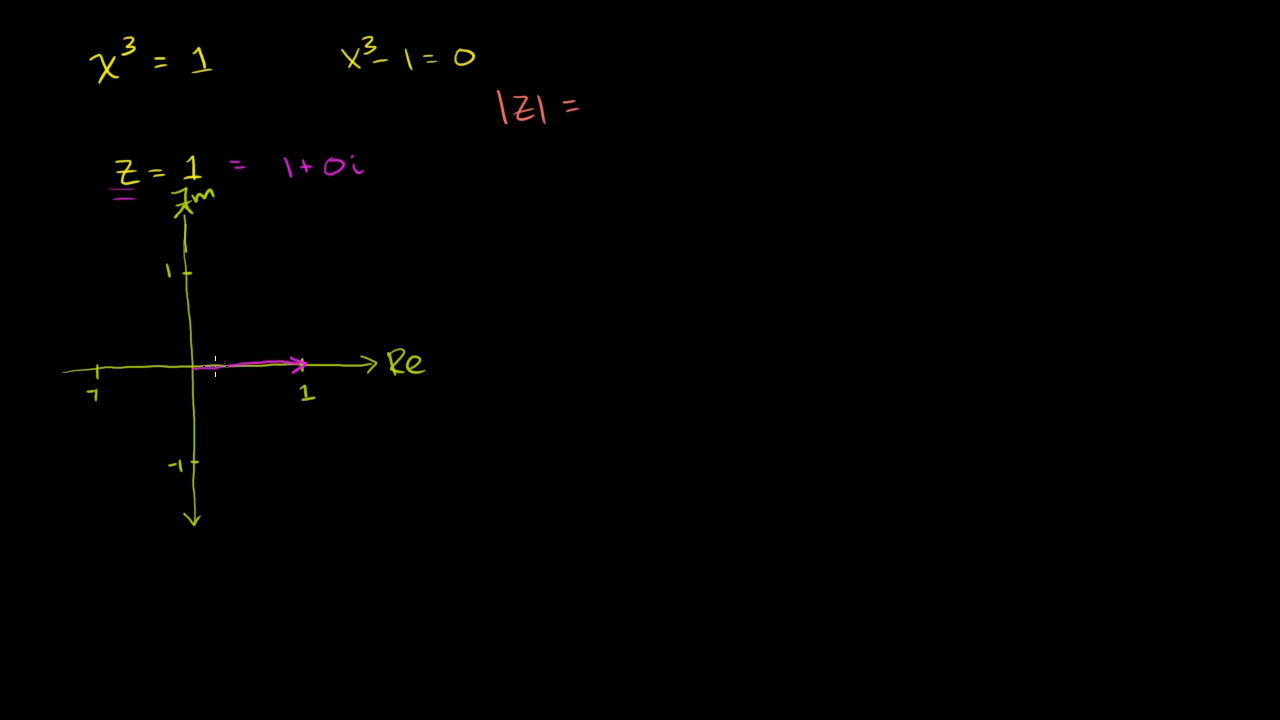 x³ = 1
x³ - 1 = 0
|z| =
z = 1 = 1 + 0i
Im
1
Re
-1
1
-1